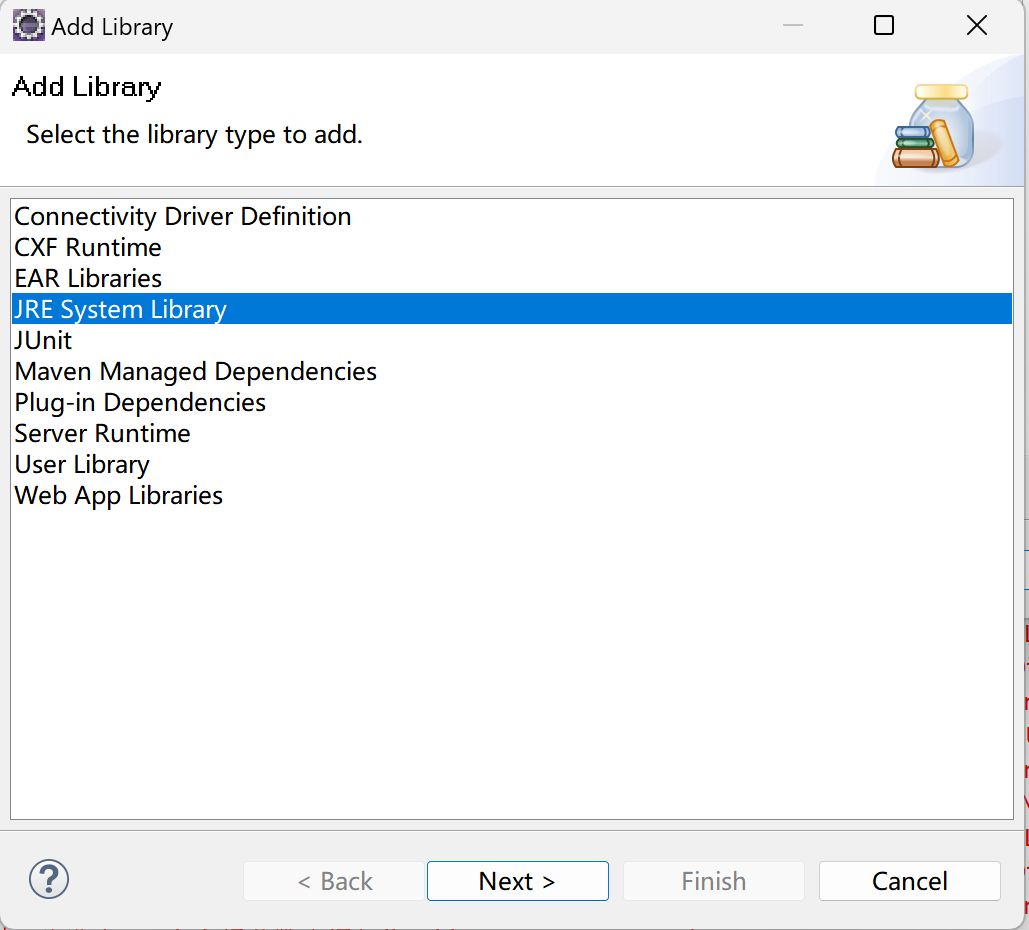 Add Library
Add Library
Select the library type to add.
Connectivity Driver Definition
CXF Runtime
EAR Libraries
JRE System Library
JUnit
Maven Managed Dependencies
Plug-in Dependencies
Server Runtime
User Library
Web App Libraries
?
< Back
Next >
Finish
Cancel